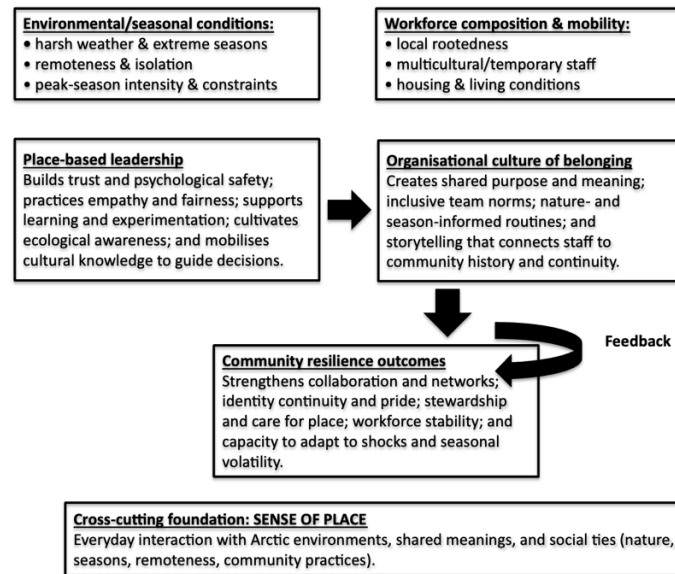 Environmental/seasonal conditions:
• harsh weather & extreme seasons
• remoteness & isolation
• peak-season intensity & constraints
Workforce composition & mobility:
• local rootedness
• multicultural/temporary staff
• housing & living conditions
Place-based leadership
Builds trust and psychological safety;
practices empathy and fairness; supports
learning and experimentation; cultivates
ecological awareness; and mobilises
cultural knowledge to guide decisions.
Organisational culture of belonging
Creates shared purpose and meaning;
inclusive team norms; nature- and
season-informed routines; and
storytelling that connects staff to
community history and continuity.
Feedback
Community resilience outcomes
Strengthens collaboration and networks;
identity continuity and pride; stewardship
and care for place; workforce stability; and
capacity to adapt to shocks and seasonal
volatility.
Cross-cutting foundation: SENSE OF PLACE
Everyday interaction with Arctic environments, shared meanings, and social ties (nature,
seasons, remoteness, community practices).